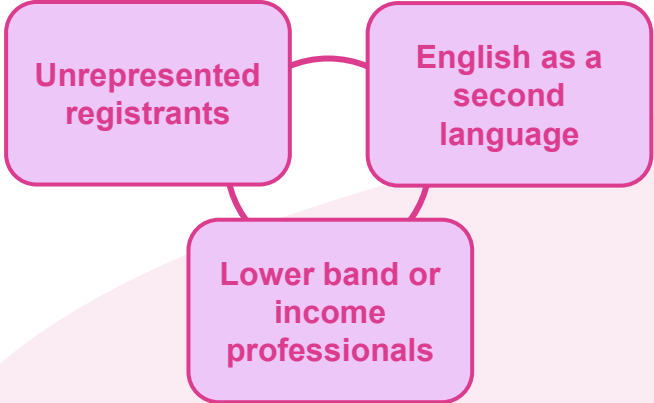 Unrepresented
registrants
English as a
second
language
Lower band or
income
professionals